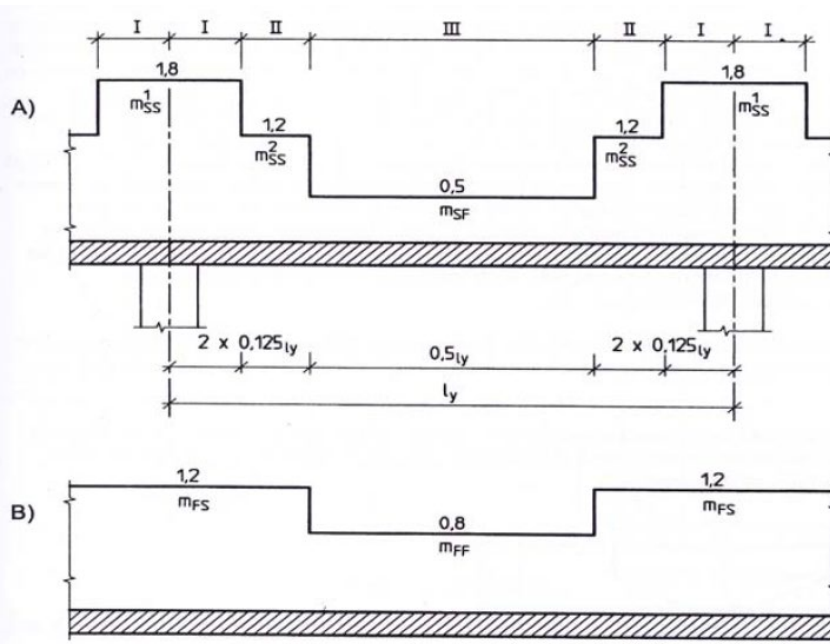 I I II III II I I
1,8 1,8
A)
m¹SS m¹SS
1,2 1,2
m²SS m²SS
0,5
mSF
2 x 0,125ly 0,5ly 2 x 0,125ly
ly
1,2 1,2
B)
mFS mFS
0,8
mFF